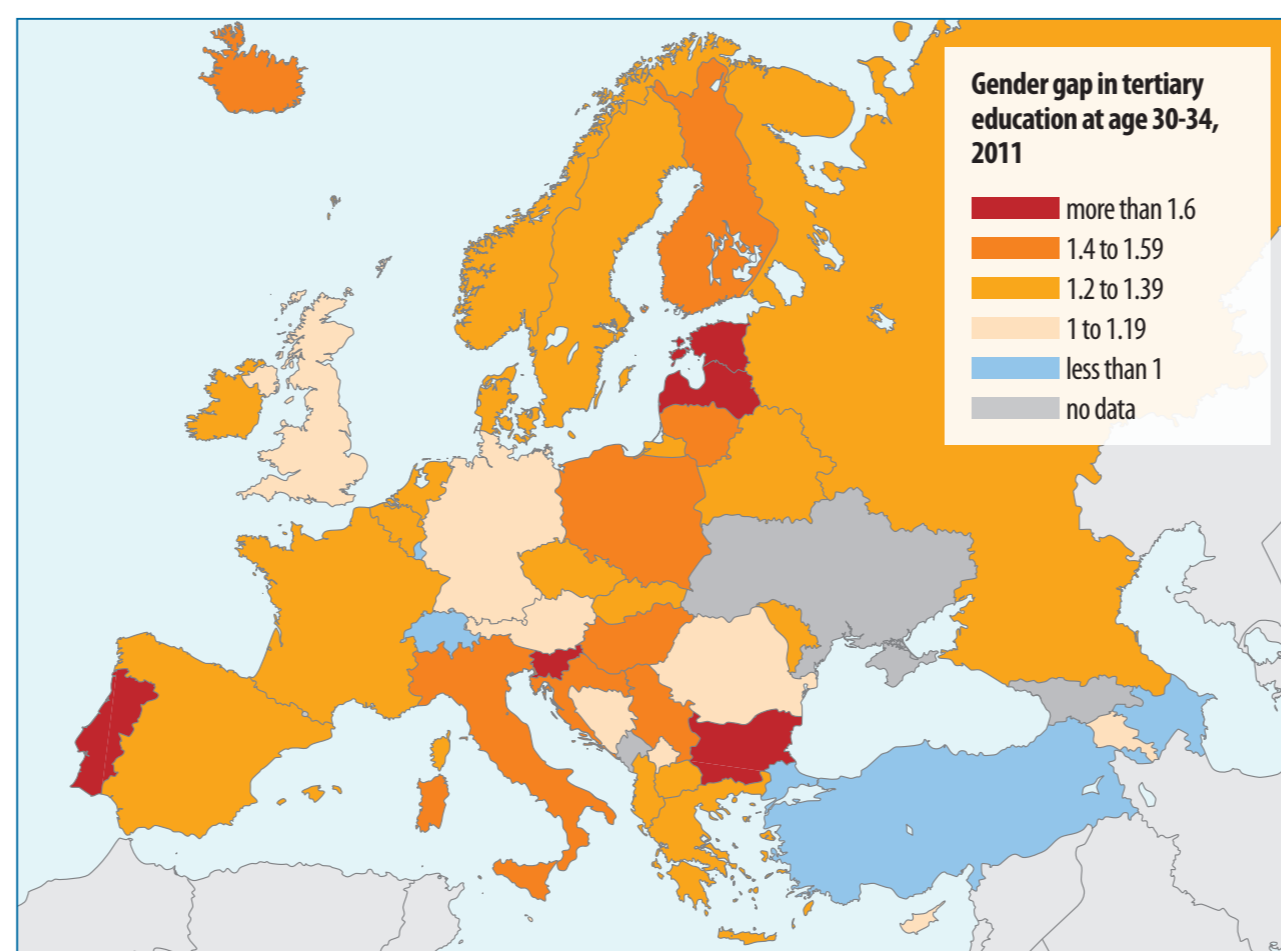 Gender gap in tertiary
education at age 30-34,
2011
more than 1.6
1.4 to 1.59
1.2 to 1.39
1 to 1.19
less than 1
no data